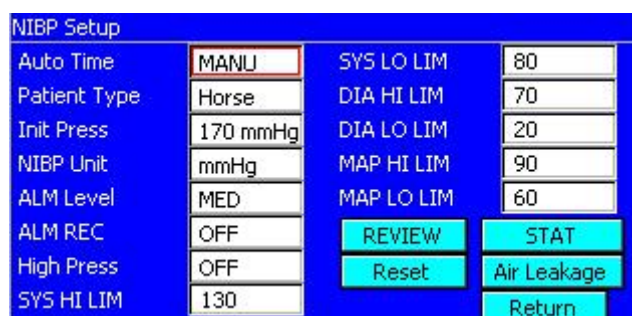 NIBP Setup
Auto Time MANU SYS LO LIM 80
Patient Type Horse DIA HI LIM 70
Init Press 170 mmHg DIA LO LIM 20
NIBP Unit mmHg MAP HI LIM 90
ALM Level MED MAP LO LIM 60
ALM REC OFF REVIEW STAT
High Press OFF Reset Air Leakage
SYS HI LIM 130 Return